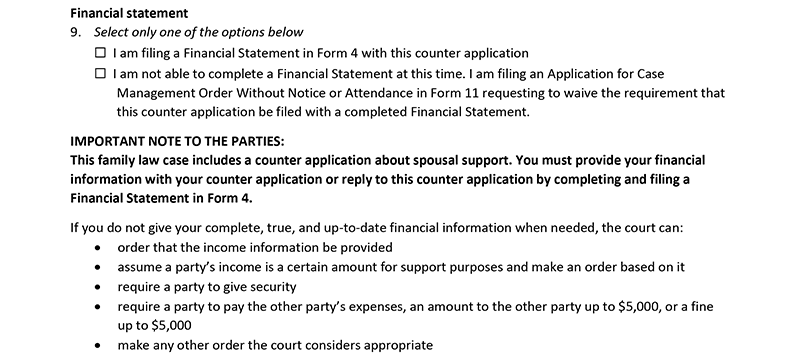 Financial statement
9. Select only one of the options below
☐ I am filing a Financial Statement in Form 4 with this counter application
☐ I am not able to complete a Financial Statement at this time. I am filing an Application for Case
Management Order Without Notice or Attendance in Form 11 requesting to waive the requirement that
this counter application be filed with a completed Financial Statement.
IMPORTANT NOTE TO THE PARTIES:
This family law case includes a counter application about spousal support. You must provide your financial
information with your counter application or reply to this counter application by completing and filing a
Financial Statement in Form 4.
If you do not give your complete, true, and up-to-date financial information when needed, the court can:
• order that the income information be provided
• assume a party's income is a certain amount for support purposes and make an order based on it
• require a party to give security
• require a party to pay the other party's expenses, an amount to the other party up to $5,000, or a fine
up to $5,000
• make any other order the court considers appropriate